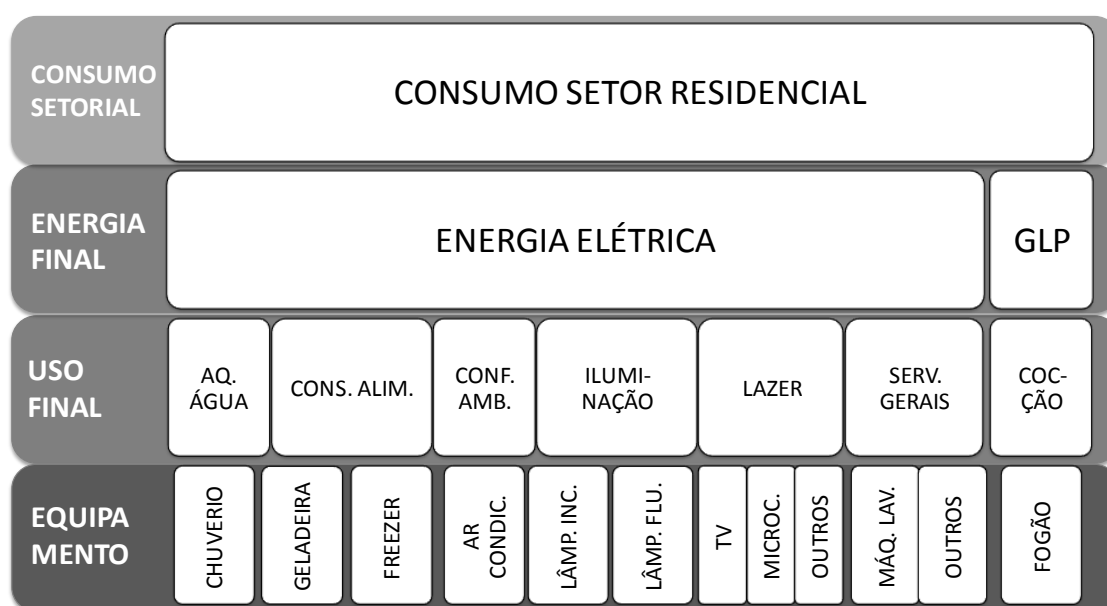 CONSUMO
SETORIAL
CONSUMO SETOR RESIDENCIAL
ENERGIA
FINAL
ENERGIA ELÉTRICA
GLP
USO
FINAL
AQ.
ÁGUA
CONS. ALIM.
CONF.
AMB.
ILUMI-
NAÇÃO
LAZER
SERV.
GERAIS
COC-
ÇÃO
EQUIPA
MENTO
CHUVERIO
GELADEIRA
FREEZER
AR
CONDIC.
LÂMP. INC.
LÂMP. FLU.
TV
MICROC.
OUTROS
MÁQ. LAV.
OUTROS
FOGÃO